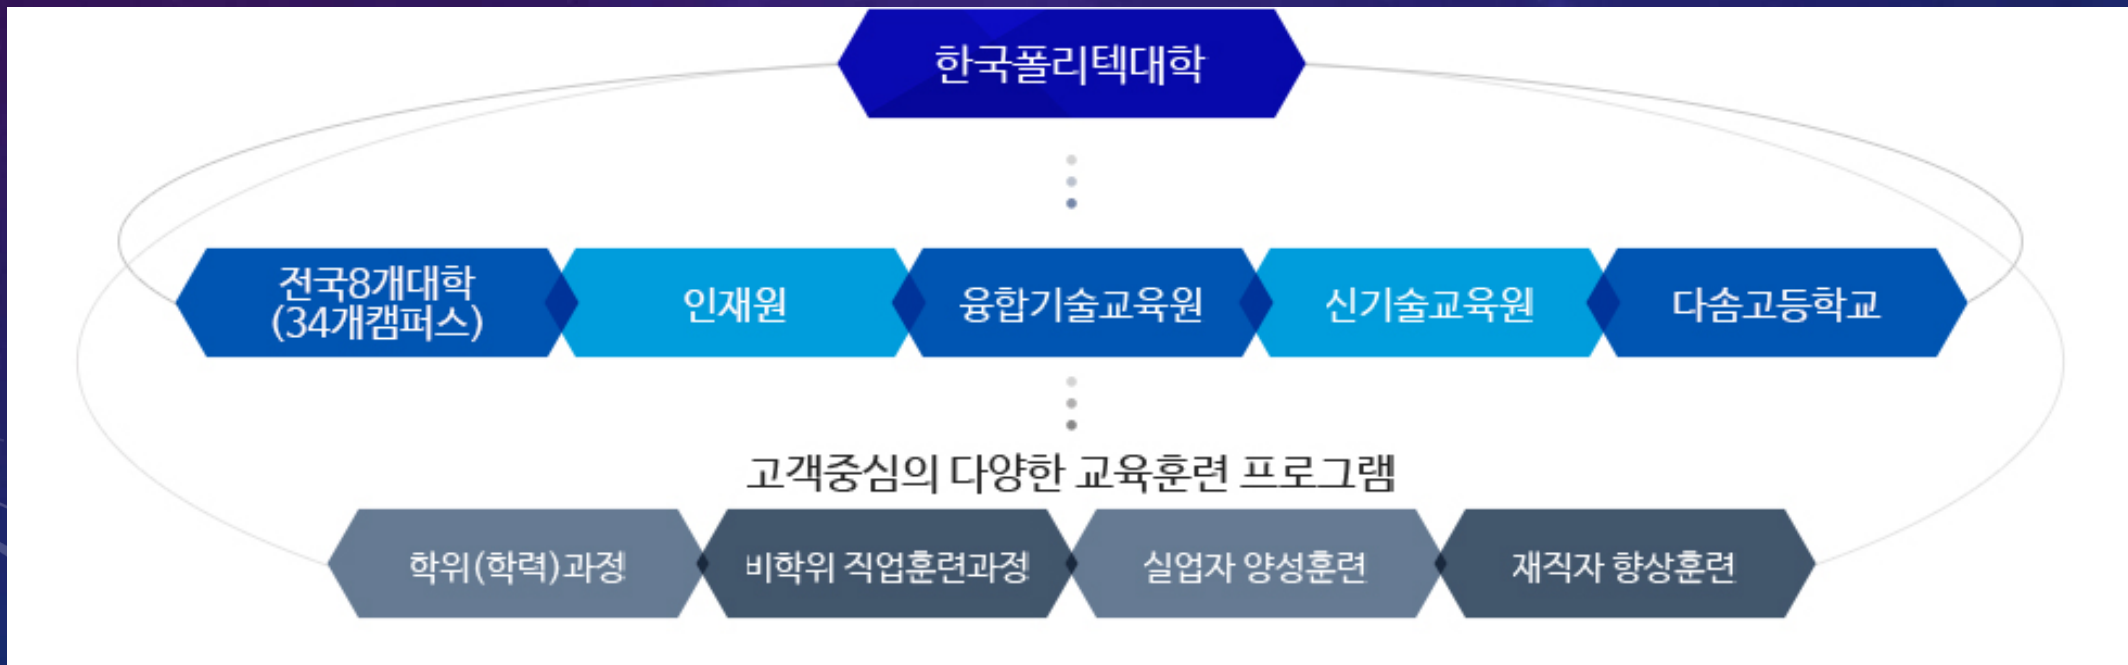 한국폴리텍대학
전국8개대학
(34개캠퍼스)
인재원
융합기술교육원
신기술교육원
다솜고등학교
고객중심의 다양한 교육훈련 프로그램
학위(학력)과정
비학위 직업훈련과정
실업자 양성훈련
재직자 향상훈련